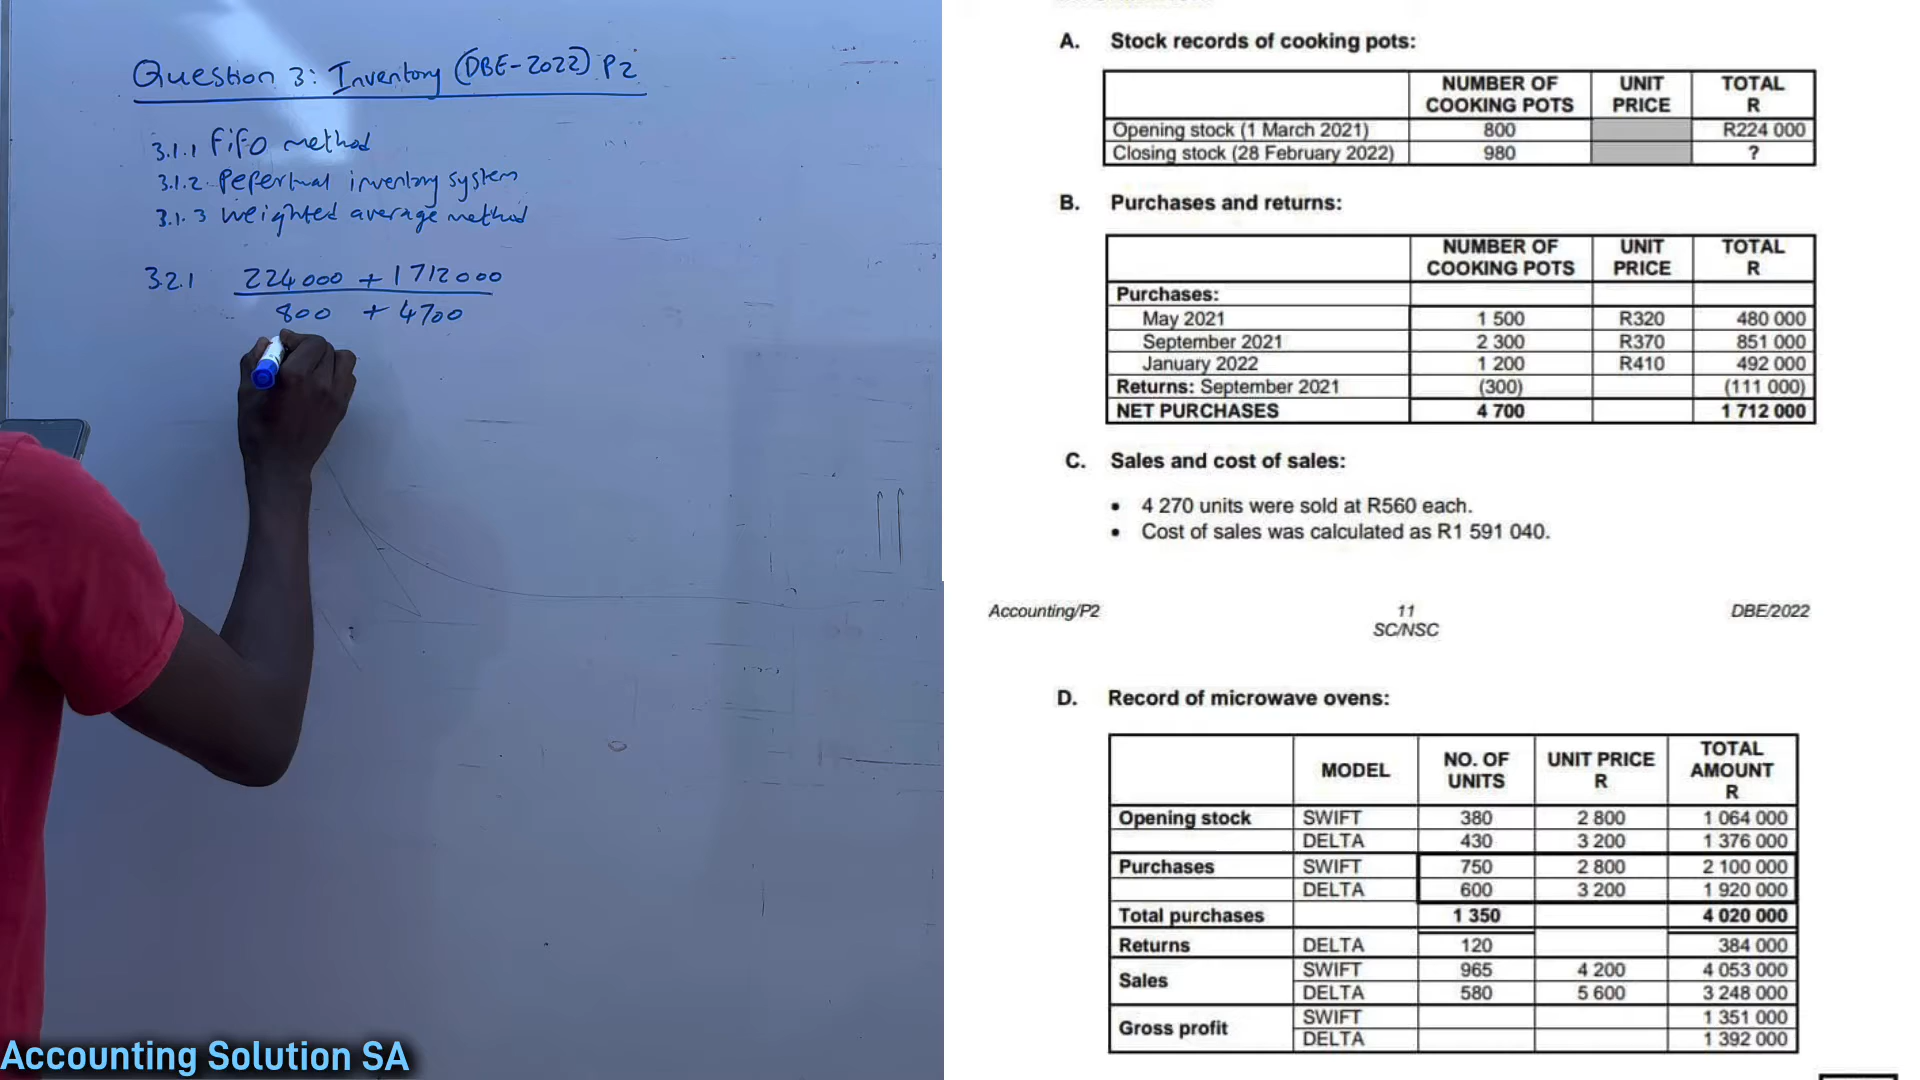 Question 3: Inventory (DBE-2022) P2
3.1.1 FiFO method
3.1.2. Pepertual inventory system
3.1.3 Weighted average method
3.2.1 224000 + 1712000
800 + 4700
Accounting Solution SA
A. Stock records of cooking pots:
NUMBER OF COOKING POTS UNIT PRICE TOTAL R
Opening stock (1 March 2021) 800 R224 000
Closing stock (28 February 2022) 980 ?
B. Purchases and returns:
NUMBER OF COOKING POTS UNIT PRICE TOTAL R
Purchases:
May 2021 1 500 R320 480 000
September 2021 2 300 R370 851 000
January 2022 1 200 R410 492 000
Returns: September 2021 (300) (111 000)
NET PURCHASES 4 700 1 712 000
C. Sales and cost of sales:
• 4 270 units were sold at R560 each.
• Cost of sales was calculated as R1 591 040.
Accounting/P2 11 DBE/2022
SC/NSC
D. Record of microwave ovens:
MODEL NO. OF UNITS UNIT PRICE R TOTAL AMOUNT R
Opening stock SWIFT 380 2 800 1 064 000
DELTA 430 3 200 1 376 000
Purchases SWIFT 750 2 800 2 100 000
DELTA 600 3 200 1 920 000
Total purchases 1 350 4 020 000
Returns DELTA 120 384 000
Sales SWIFT 965 4 200 4 053 000
DELTA 580 5 600 3 248 000
Gross profit SWIFT 1 351 000
DELTA 1 392 000